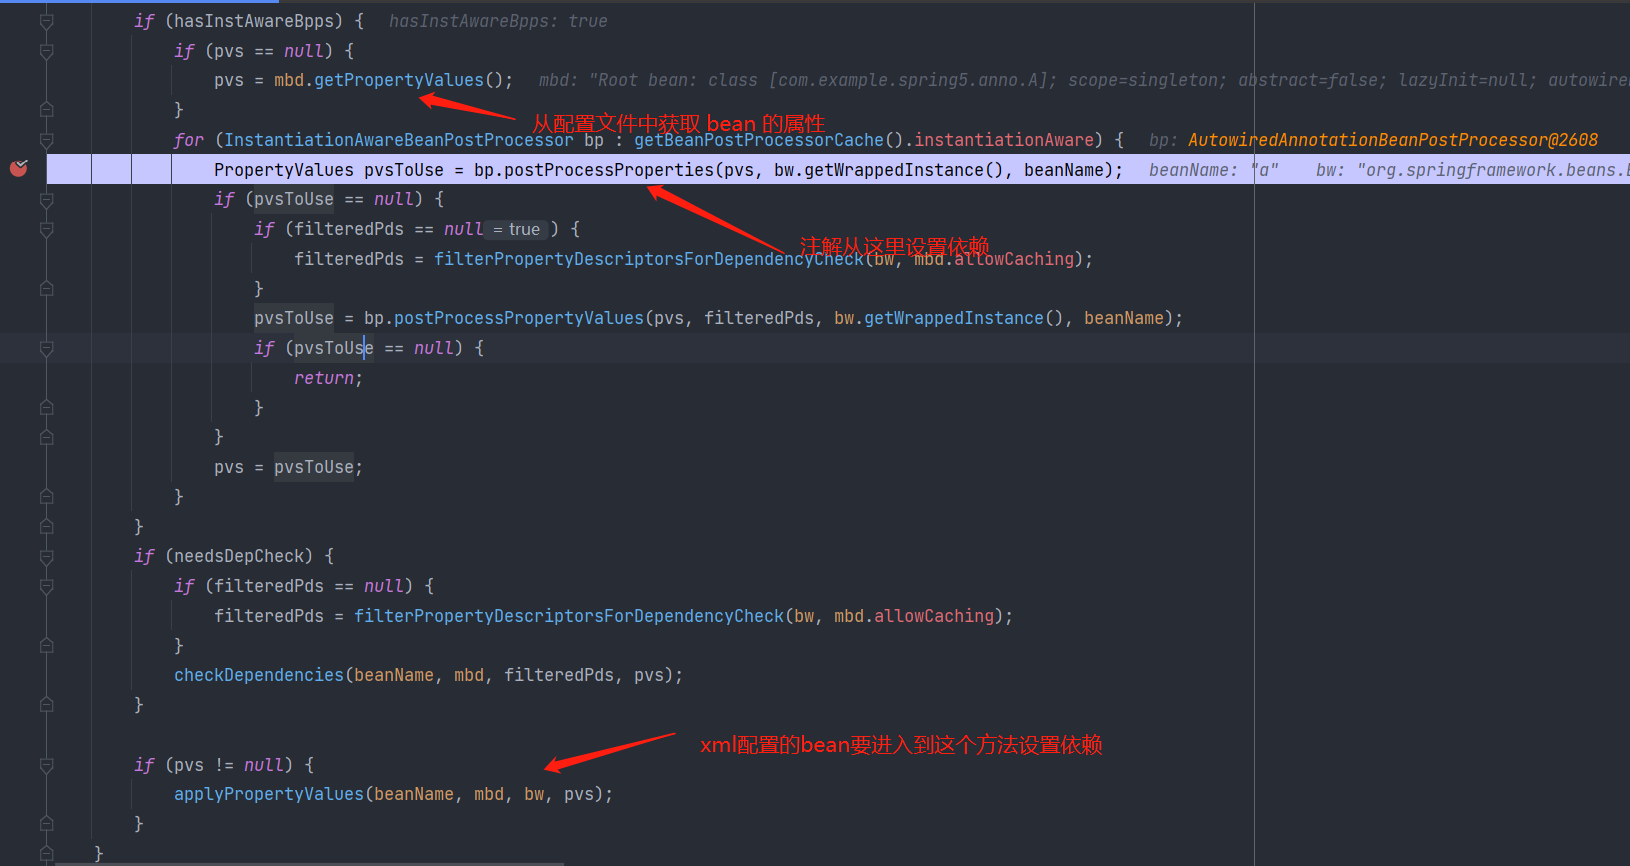 if (hasInstAwareBpps) {  hasInstAwareBpps: true
if (pvs == null) {
pvs = mbd.getPropertyValues();  mbd: "Root bean: class [com.example.spring5.anno.A]; scope=singleton; abstract=false; lazyInit=null; autowire
}
从配置文件中获取 bean 的属性
for (InstantiationAwareBeanPostProcessor bp : getBeanPostProcessorCache().instantiationAware) {  bp: AutowiredAnnotationBeanPostProcessor@2608
PropertyValues pvsToUse = bp.postProcessProperties(pvs, bw.getWrappedInstance(), beanName);  beanName: "a"  bw: "org.springframework.beans.B
if (pvsToUse == null) {
if (filteredPds == null = true ) {
注解从这里设置依赖
filteredPds = filterPropertyDescriptorsForDependencyCheck(bw, mbd.allowCaching);
}
pvsToUse = bp.postProcessPropertyValues(pvs, filteredPds, bw.getWrappedInstance(), beanName);
if (pvsToUse == null) {
return;
}
}
pvs = pvsToUse;
}
}
if (needsDepCheck) {
if (filteredPds == null) {
filteredPds = filterPropertyDescriptorsForDependencyCheck(bw, mbd.allowCaching);
}
checkDependencies(beanName, mbd, filteredPds, pvs);
}
xml配置的bean要进入到这个方法设置依赖
if (pvs != null) {
applyPropertyValues(beanName, mbd, bw, pvs);
}
}